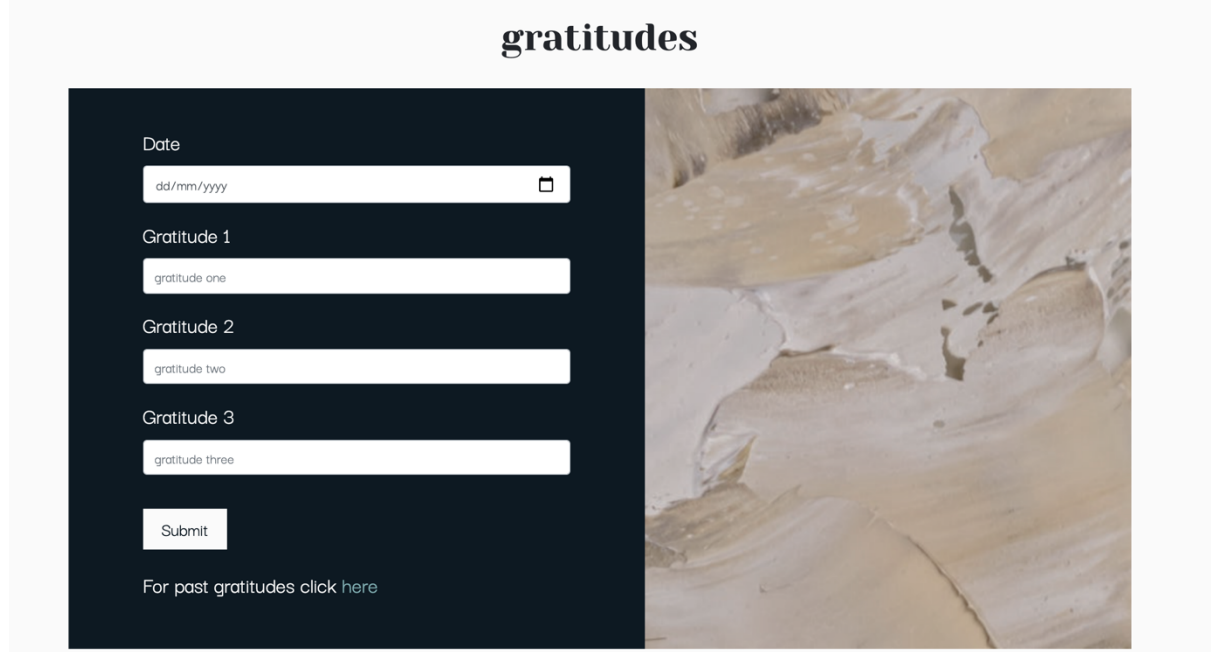 gratitudes
Date
dd/mm/yyyy
Gratitude 1
gratitude one
Gratitude 2
gratitude two
Gratitude 3
gratitude three
Submit
For past gratitudes click here